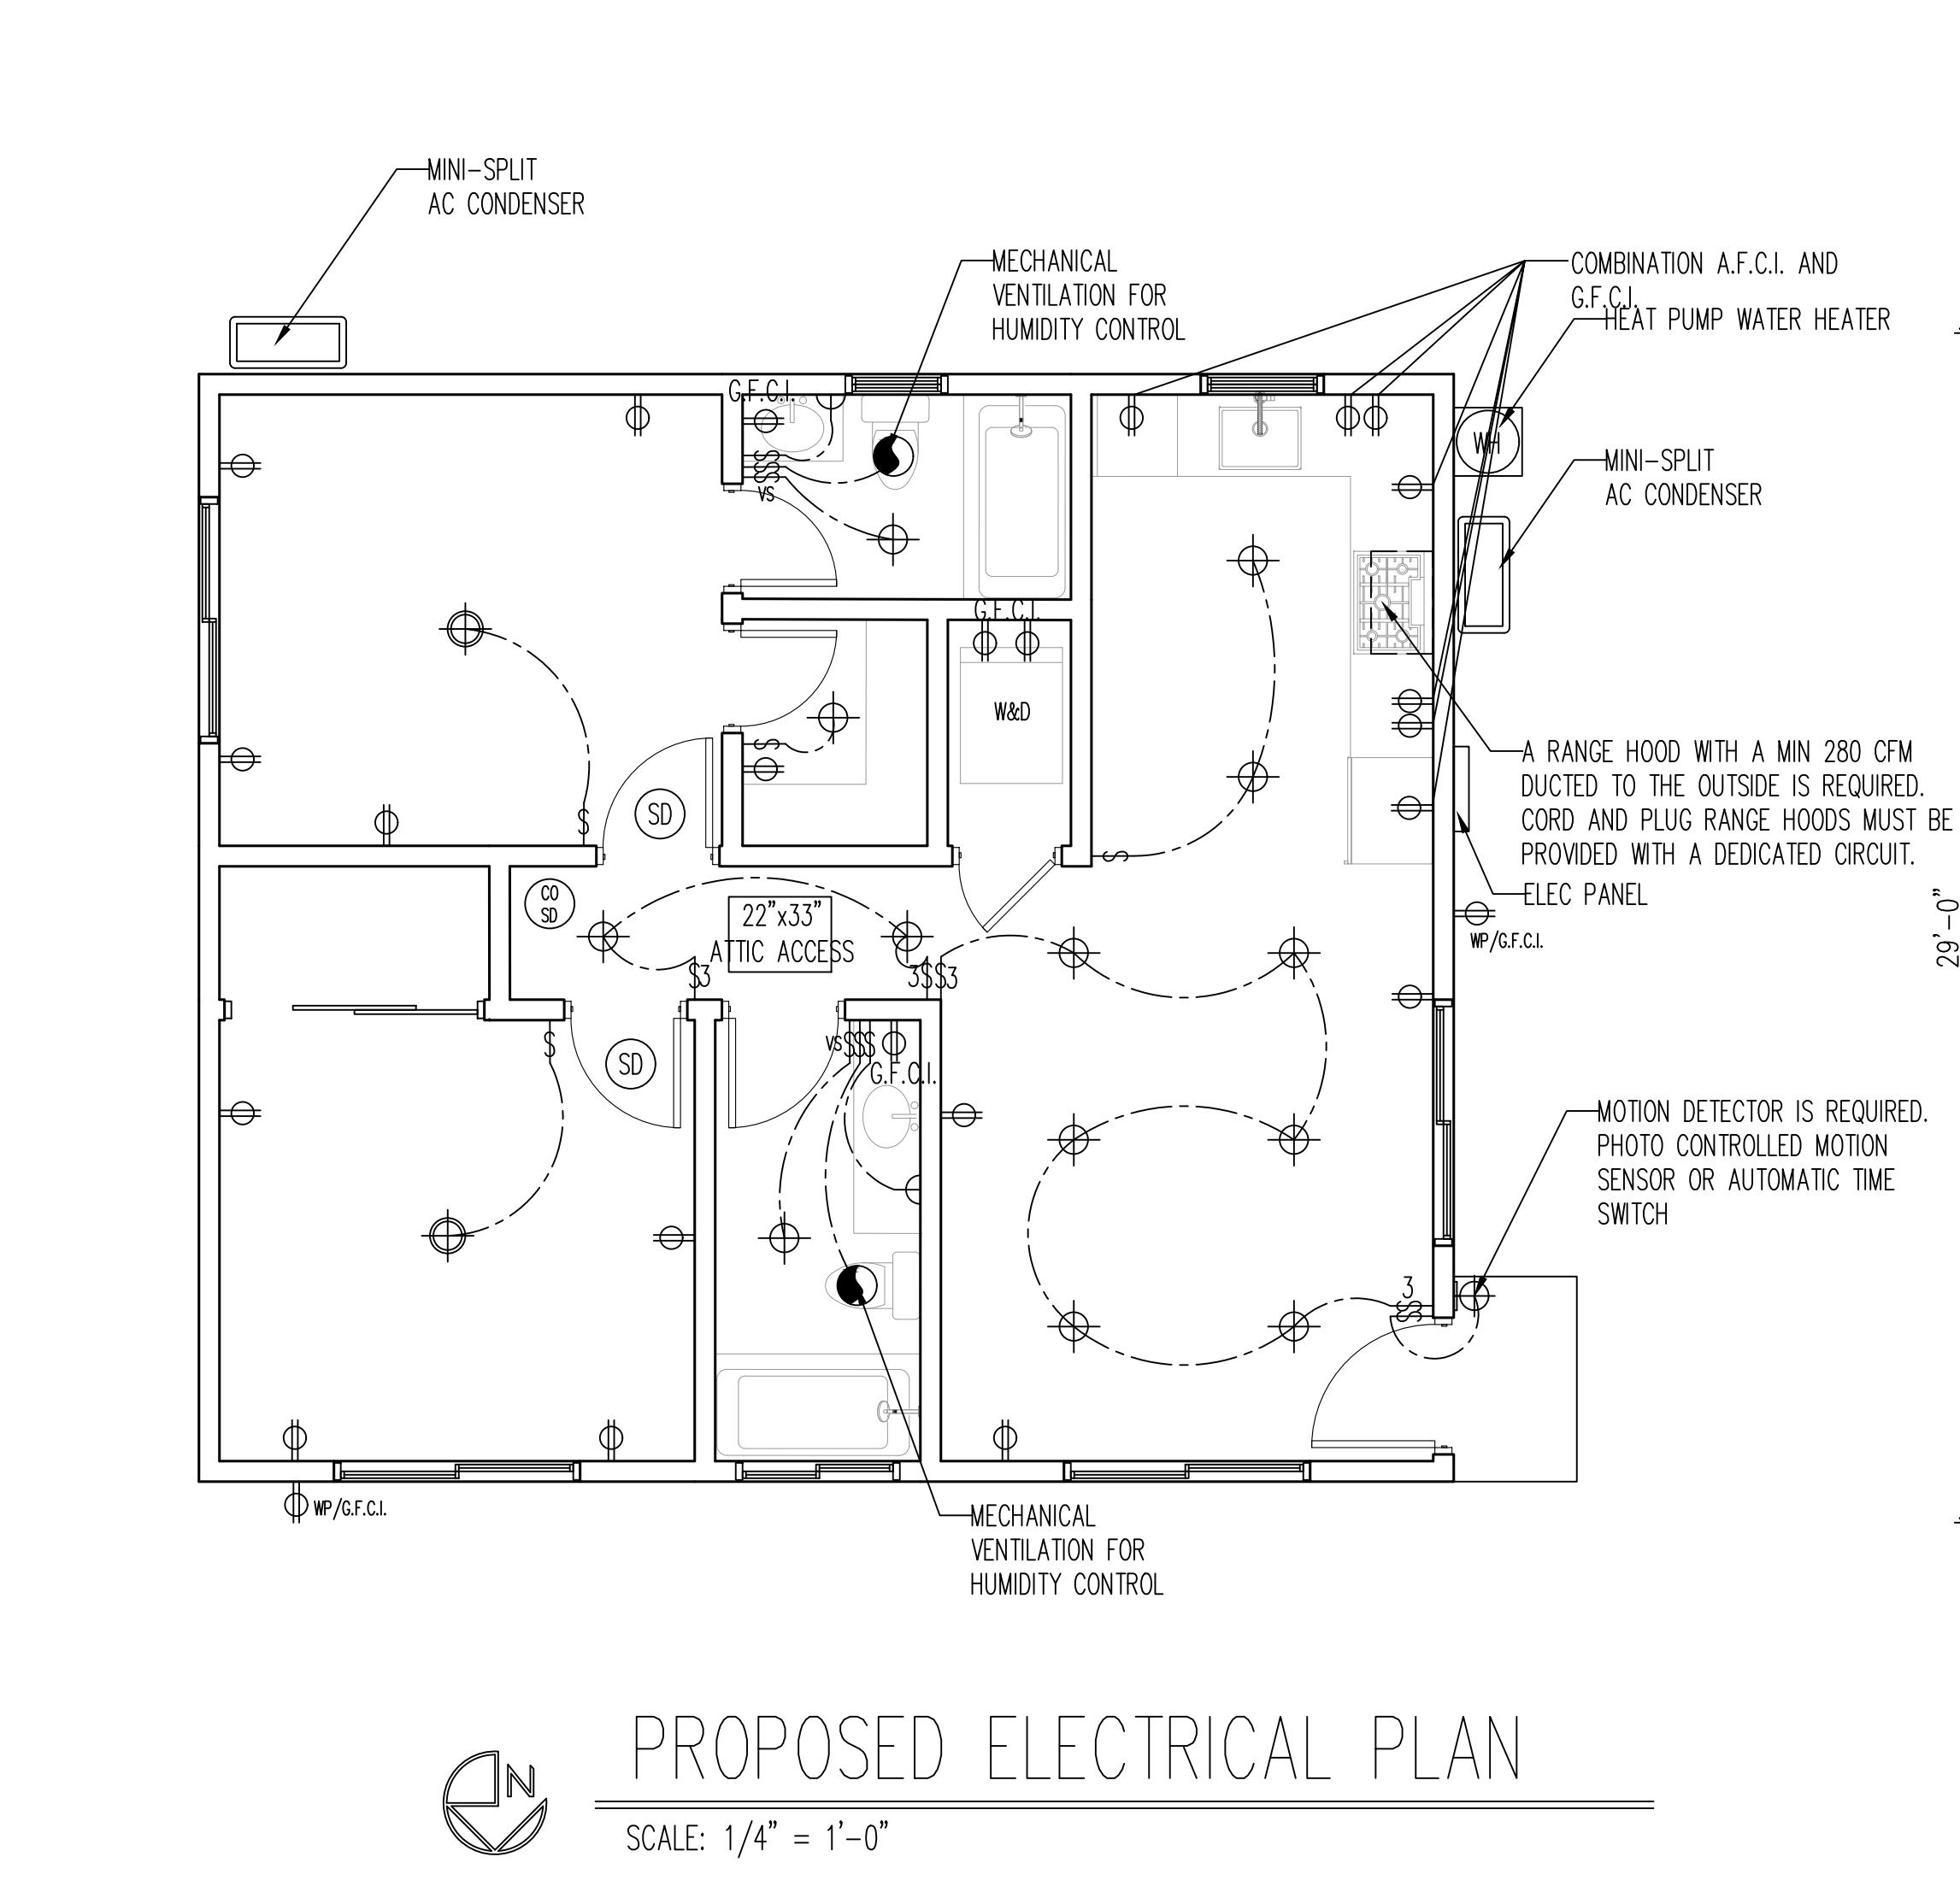 MINI-SPLIT
AC CONDENSER
MECHANICAL
VENTILATION FOR
HUMIDITY CONTROL
COMBINATION A.F.C.I. AND
G.F.C.I.
HEAT PUMP WATER HEATER
G.F.C.I.
WH
MINI-SPLIT
AC CONDENSER
$
$
$
VS
G.F.C.I.
W&D
$
$
SD
$
A RANGE HOOD WITH A MIN 280 CFM
DUCTED TO THE OUTSIDE IS REQUIRED.
CORD AND PLUG RANGE HOODS MUST BE
PROVIDED WITH A DEDICATED CIRCUIT.
ELEC PANEL
CO
SD
22"x33"
ATTIC ACCESS
$3
3$$3
WP/G.F.C.I.
29'-0"
$
SD
VS$$$
G.F.C.I.
MOTION DETECTOR IS REQUIRED.
PHOTO CONTROLLED MOTION
SENSOR OR AUTOMATIC TIME
SWITCH
3
$
$
WP/G.F.C.I.
MECHANICAL
VENTILATION FOR
HUMIDITY CONTROL
PROPOSED ELECTRICAL PLAN
N
SCALE: 1/4" = 1'-0"